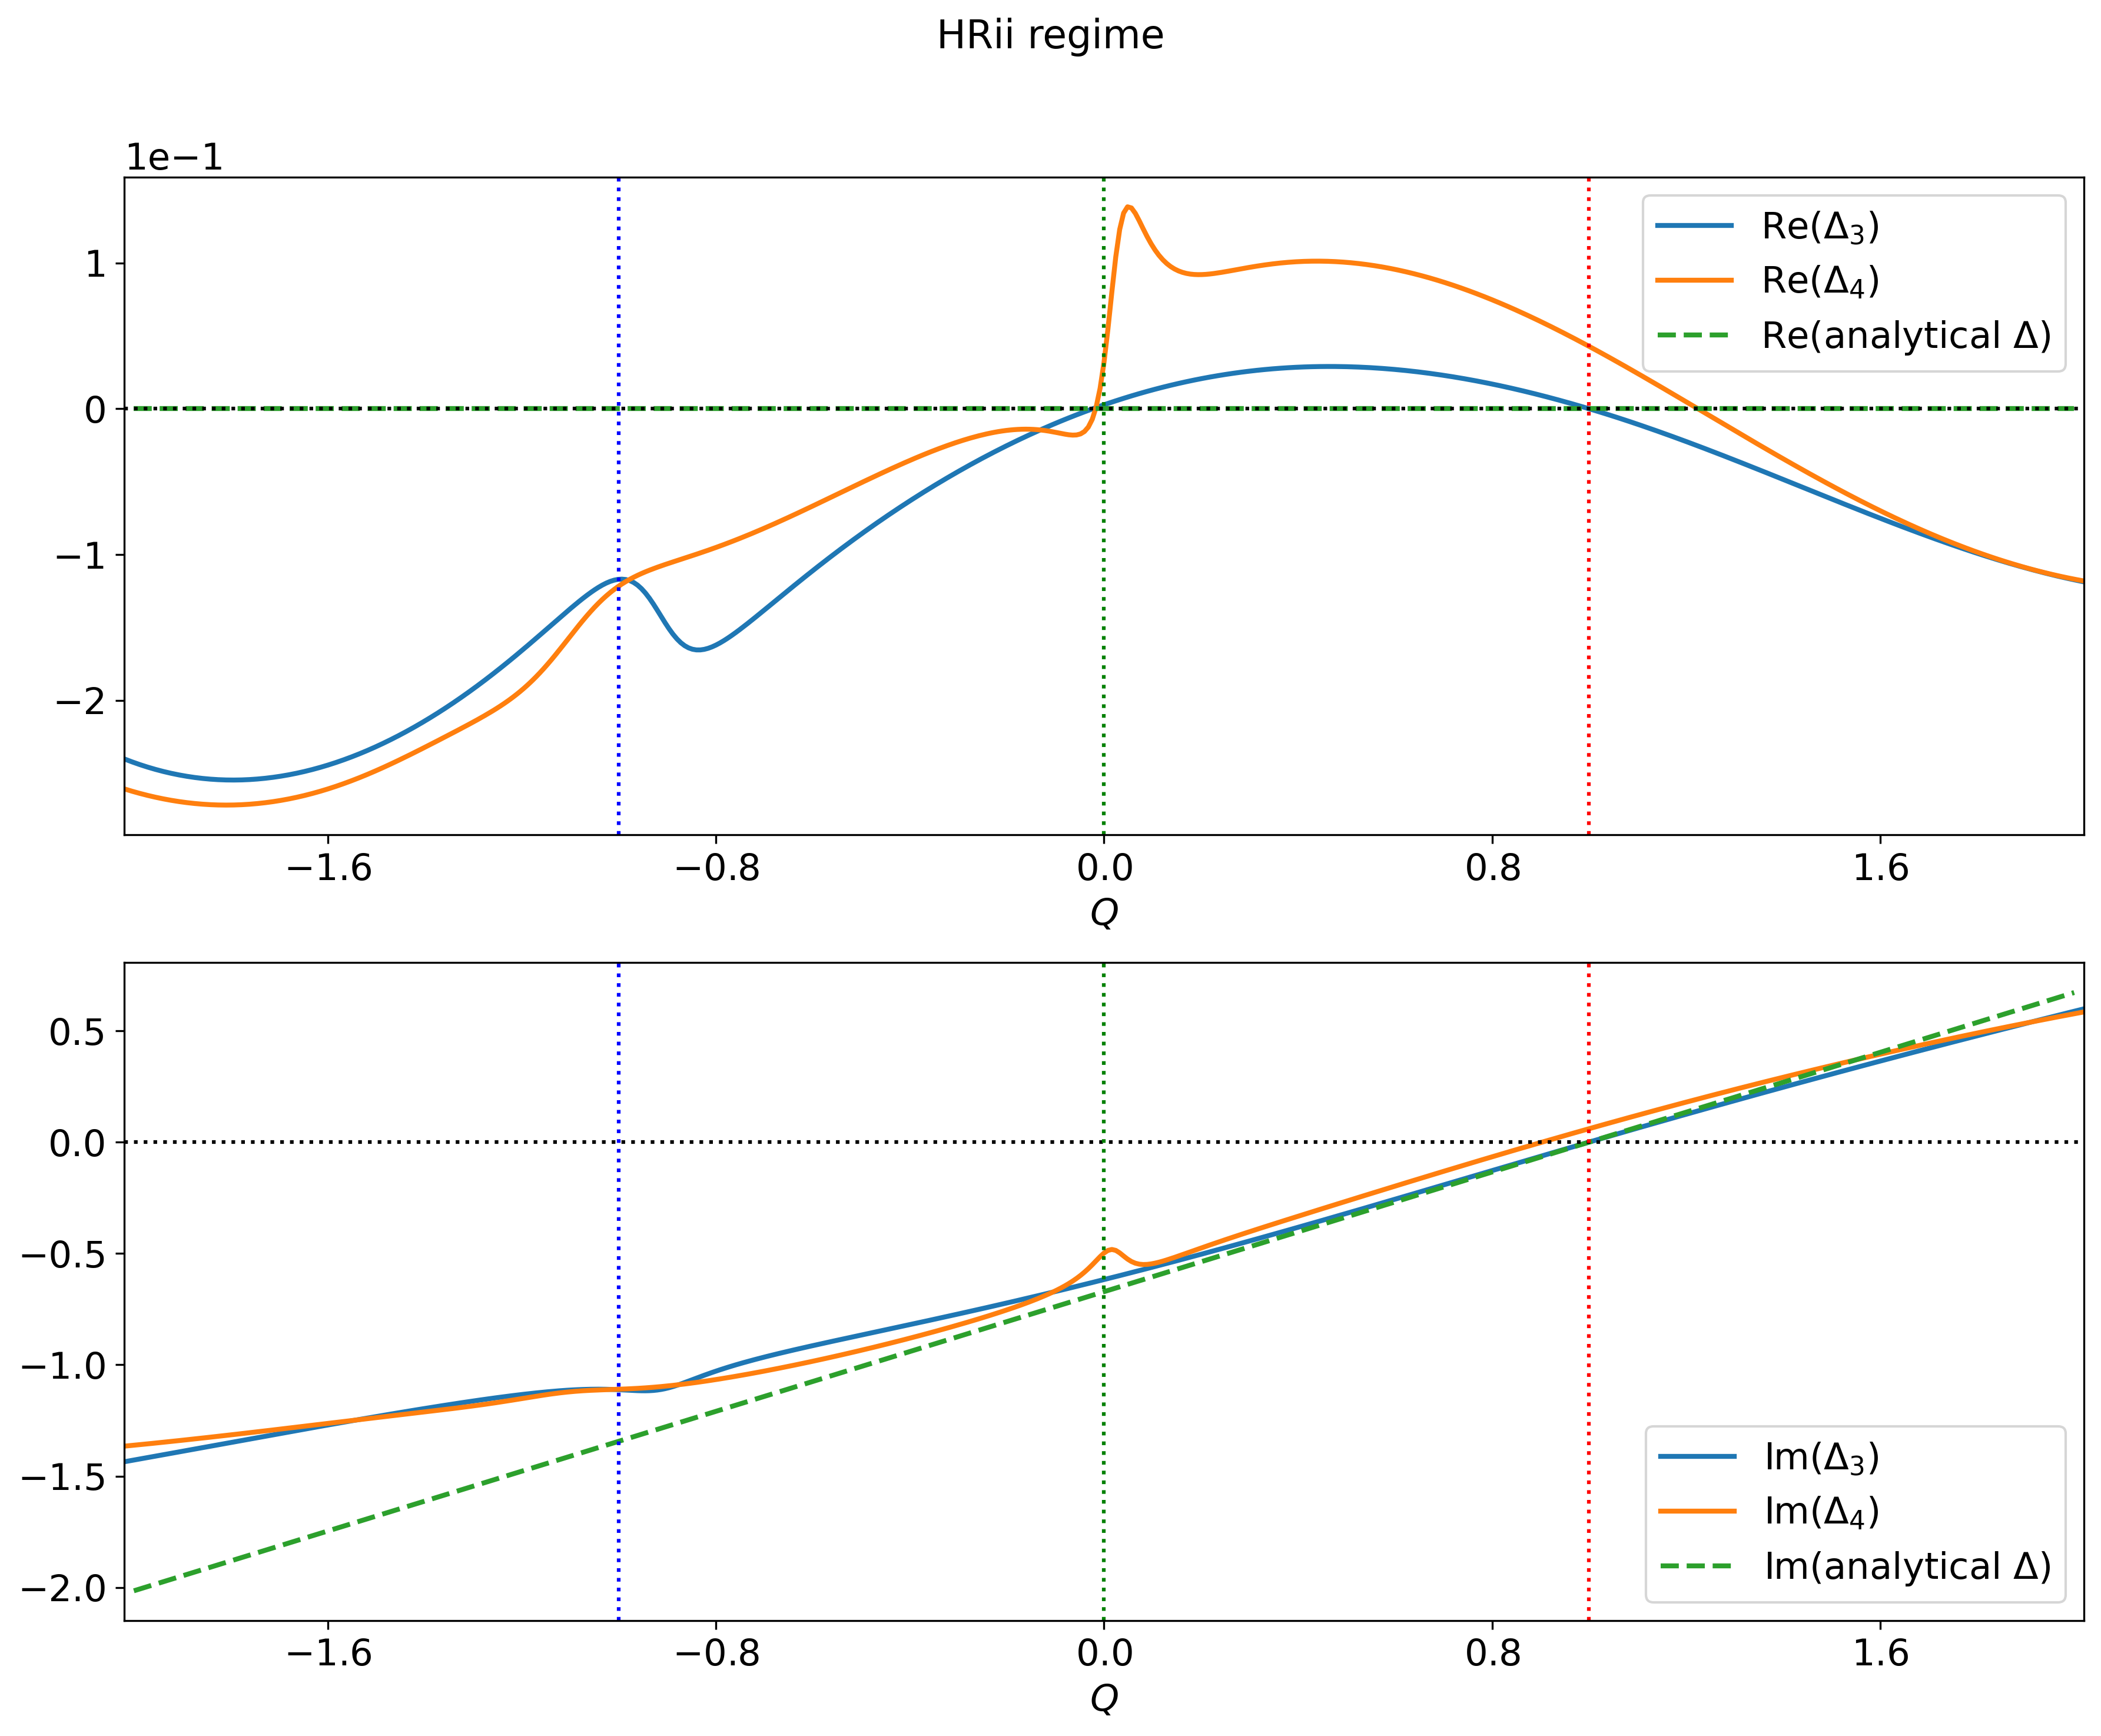 HRii regime
1e−1
Re(Δ₃)
Re(Δ₄)
Re(analytical Δ)
1
0
−1
−2
−1.6 −0.8 0.0 0.8 1.6
Q
0.5
0.0
−0.5
−1.0
−1.5
−2.0
Im(Δ₃)
Im(Δ₄)
Im(analytical Δ)
−1.6 −0.8 0.0 0.8 1.6
Q